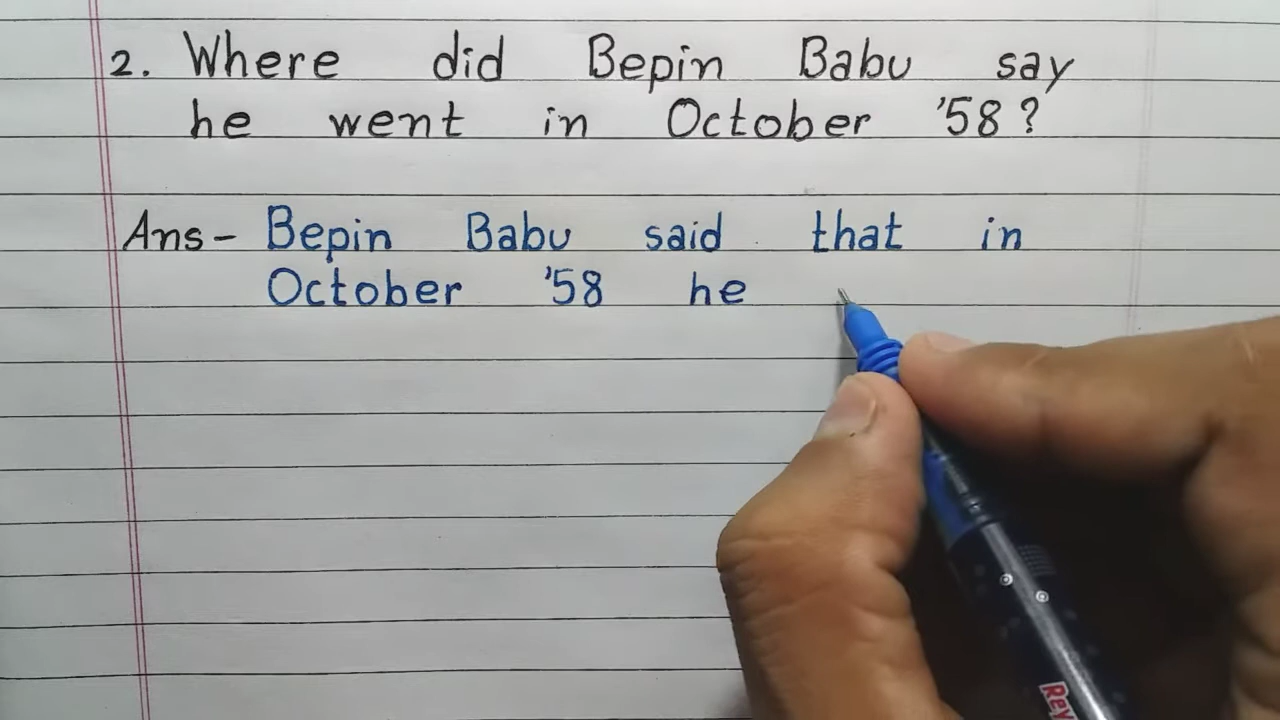 2. Where did Bepin Babu say
he went in October '58?
Ans- Bepin Babu said that in
October '58 he